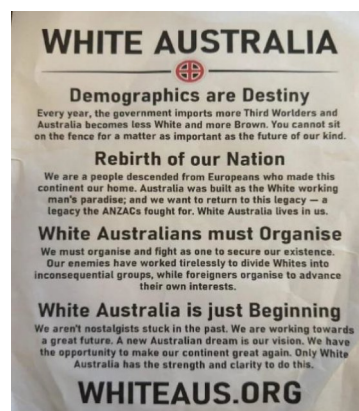 WHITE AUSTRALIA
Demographics are Destiny
Every year, the government imports more Third Worlders and
Australia becomes less White and more Brown. You cannot sit
on the fence for a matter as important as the future of our kind.
Rebirth of our Nation
We are a people descended from Europeans who made this
continent our home. Australia was built as the White working
man's paradise; and we want to return to this legacy — a
legacy the ANZACs fought for. White Australia lives in us.
White Australians must Organise
We must organise and fight as one to secure our existence.
Our enemies have worked tirelessly to divide Whites into
inconsequential groups, while foreigners organise to advance
their own interests.
White Australia is just Beginning
We aren't nostalgists stuck in the past. We are working towards
a great future. A new Australian dream is our vision. We have
the opportunity to make our continent great again. Only White
Australia has the strength and clarity to do this.
WHITEAUS.ORG